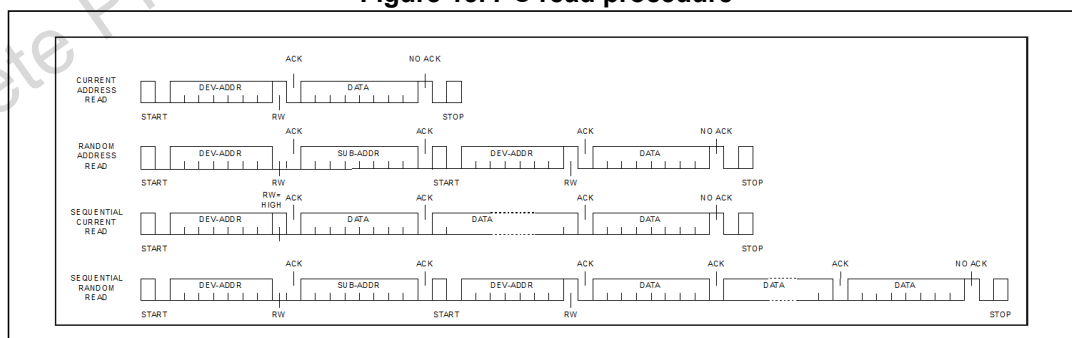 Figure 13. I²C read procedure
ete Pr
ACK NO ACK
CURRENT ADDRESS READ DEV-ADDR DATA
START RW STOP
ACK ACK ACK NO ACK
RANDOM ADDRESS READ DEV-ADDR SUB-ADDR DEV-ADDR DATA
START RW START RW STOP
RW= HIGH ACK ACK ACK NO ACK
SEQUENTIAL CURRENT READ DEV-ADDR DATA DATA DATA
START STOP
ACK ACK ACK ACK ACK NO ACK
SEQUENTIAL RANDOM READ DEV-ADDR SUB-ADDR DEV-ADDR DATA DATA DATA
START RW START RW STOP